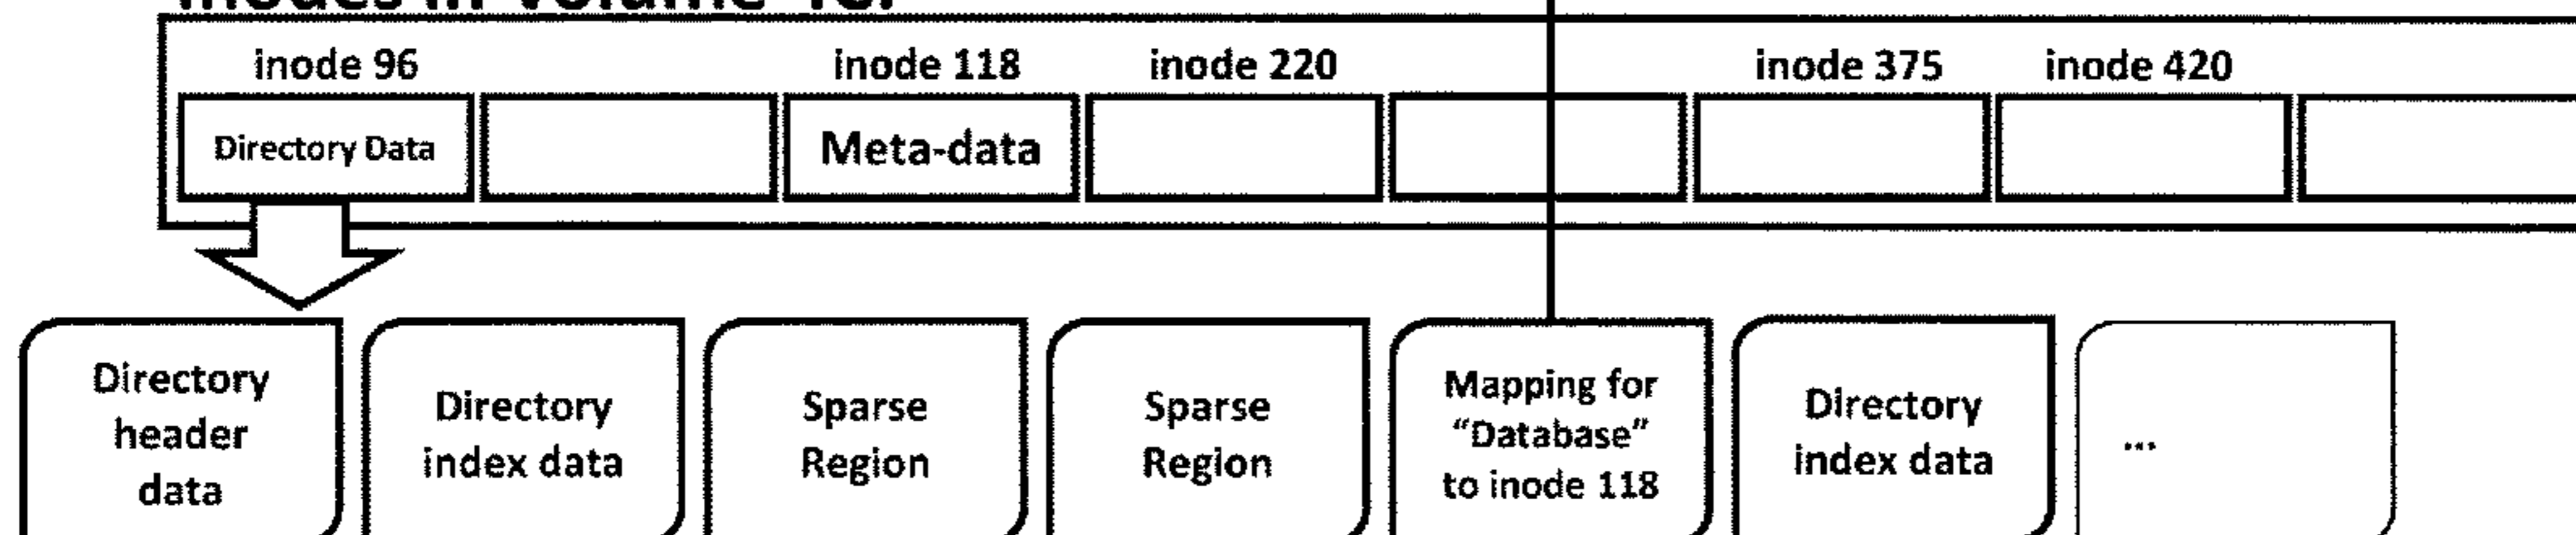 inode 96 inode 118 inode 220 inode 375 inode 420
Directory Data Meta-data
Directory
header
data
Directory
index data
Sparse
Region
Sparse
Region
Mapping for
“Database”
to inode 118
Directory
index data
...